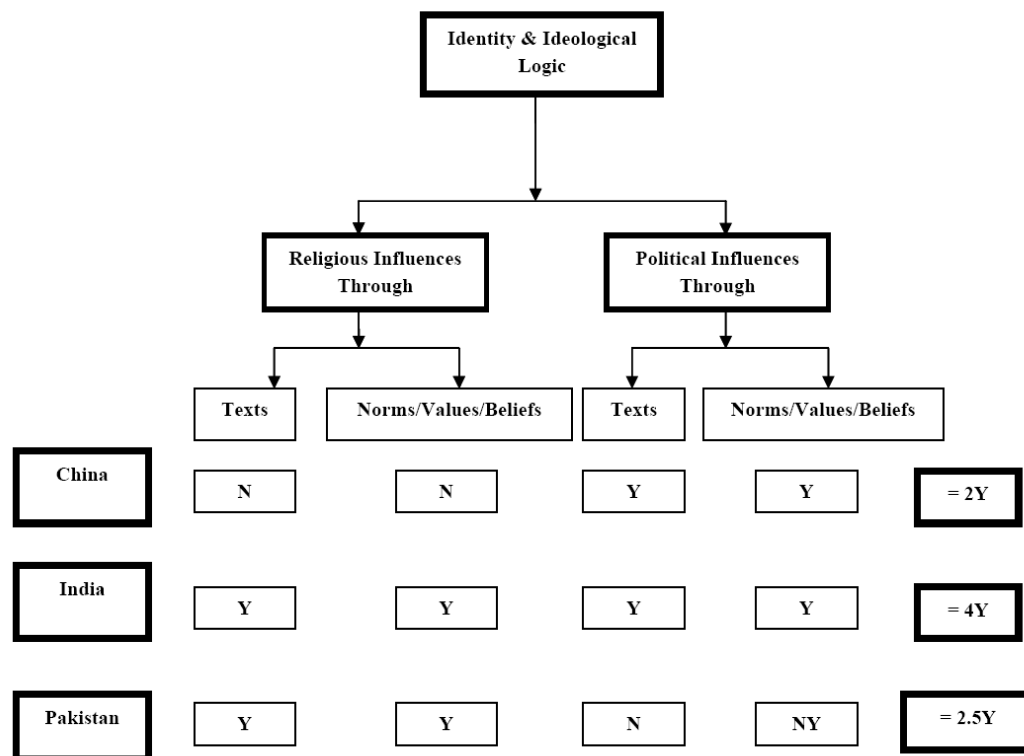 Identity & Ideological
Logic
Religious Influences
Through
Political Influences
Through
Texts
Norms/Values/Beliefs
Texts
Norms/Values/Beliefs
China
N
N
Y
Y
= 2Y
India
Y
Y
Y
Y
= 4Y
Pakistan
Y
Y
N
NY
= 2.5Y